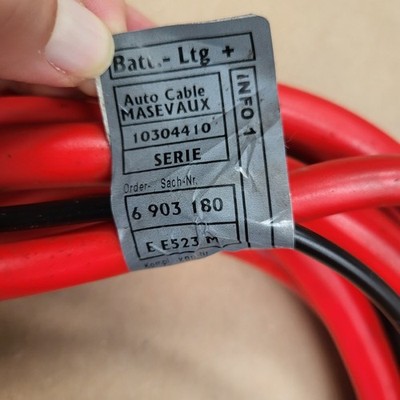 Batt.- Ltg +
Auto Cable
MASEVAUX
10304410
SERIE
Order- Sach-Nr.
6 903 180
E E523 M
INFO 1